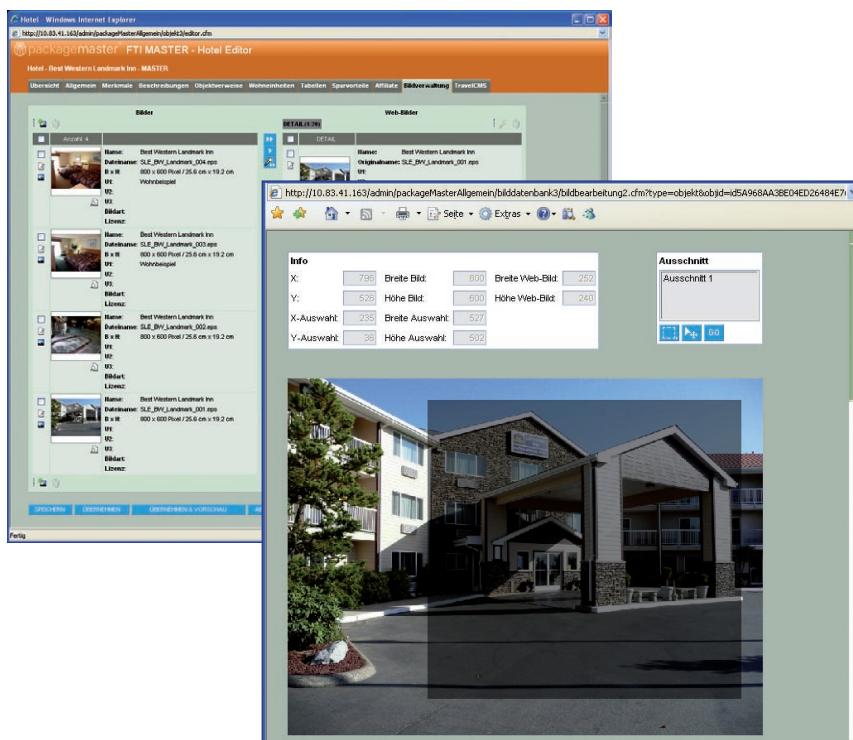 Hotel - Windows Internet Explorer
http://10.83.41.163/admin/packageMasterAllgemein/objekt3/editor.cfm
packagemaster FTI MASTER - Hotel Editor
Hotel - Best Western Landmark Inn - MASTER
Übersicht Allgemein Merkmale Beschreibungen Objektverweise Wohneinheiten Tabellen Sparvorteile Affiliate Bildverwaltung TravelCMS
Bilder
Anzahl 4
Name: Best Western Landmark Inn
Dateiname: SLE_BW_Landmark_004.eps
B x H: 800 x 600 Pixel / 25.6 cm x 19.2 cm
U1: Wohnbeispiel
U2:
U3:
Bildart:
Lizenz:
Name: Best Western Landmark Inn
Dateiname: SLE_BW_Landmark_003.eps
B x H: 800 x 600 Pixel / 25.6 cm x 19.2 cm
U1: Wohnbeispiel
U2:
U3:
Bildart:
Lizenz:
Name: Best Western Landmark Inn
Dateiname: SLE_BW_Landmark_002.eps
B x H: 800 x 600 Pixel / 25.6 cm x 19.2 cm
U1:
U2:
U3:
Bildart:
Lizenz:
Name: Best Western Landmark Inn
Dateiname: SLE_BW_Landmark_001.eps
B x H: 800 x 600 Pixel / 25.6 cm x 19.2 cm
U1:
U2:
U3:
Bildart:
Lizenz:
Web-Bilder
DETAIL (1/20)
DETAIL
Name: Best Western Landmark Inn
Originalname: SLE_BW_Landmark_001.eps
U1:
SPEICHERN ÜBERNEHMEN ÜBERNEHMEN & VORSCHAU
Fertig
http://10.83.41.163/admin/packageMasterAllgemein/bilddatenbank3/bildbearbeitung2.cfm?type=objekt&objid=id5A968AA3BE04ED26484E7
Seite Extras
Info
X: 796 Breite Bild: 800 Breite Web-Bild: 252
Y: 526 Höhe Bild: 600 Höhe Web-Bild: 240
X-Auswahl: 235 Breite Auswahl: 527
Y-Auswahl: 36 Höhe Auswahl: 502
Ausschnitt
Ausschnitt 1
GO